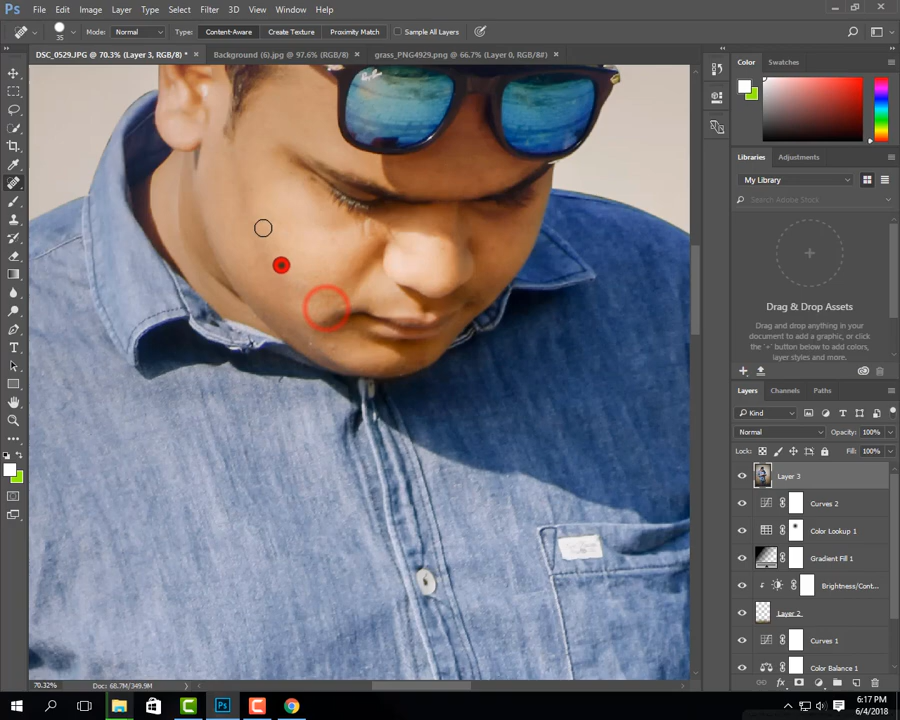 Ps File Edit Image Layer Type Select Filter 3D View Window Help
35 Mode: Normal Type: Content-Aware Create Texture Proximity Match Sample All Layers
DSC_0529.JPG @ 70.3% (Layer 3, RGB/8) * × Background (6).jpg @ 97.6% (RGB/8) × grass_PNG4929.png @ 66.7% (Layer 0, RGB/8#) ×
Color Swatches
Libraries Adjustments
My Library
Search Adobe Stock
Drag & Drop Assets
Drag and drop anything in your
document to add a graphic, or click
the '+' button below to add colors,
layer styles and more.
Layers Channels Paths
Kind
Normal Opacity: 100%
Lock: Fill: 100%
Layer 3
Curves 2
Color Lookup 1
Gradient Fill 1
Brightness/Cont...
Layer 2
Curves 1
Color Balance 1
Ray-Ban
70.32% Doc: 68.7M/349.9M
6:17 PM
6/4/2018